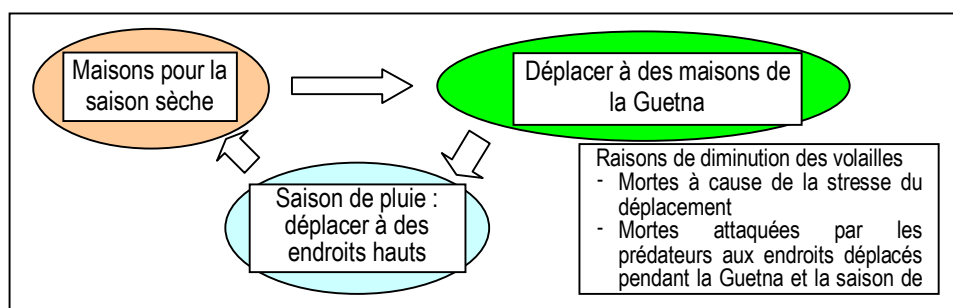 Maisons pour la
saison sèche
Déplacer à des maisons de
la Guetna
Saison de pluie :
déplacer à des
endroits hauts
Raisons de diminution des volailles
- Mortes à cause de la stresse du
déplacement
- Mortes attaquées par les
prédateurs aux endroits déplacés
pendant la Guetna et la saison de